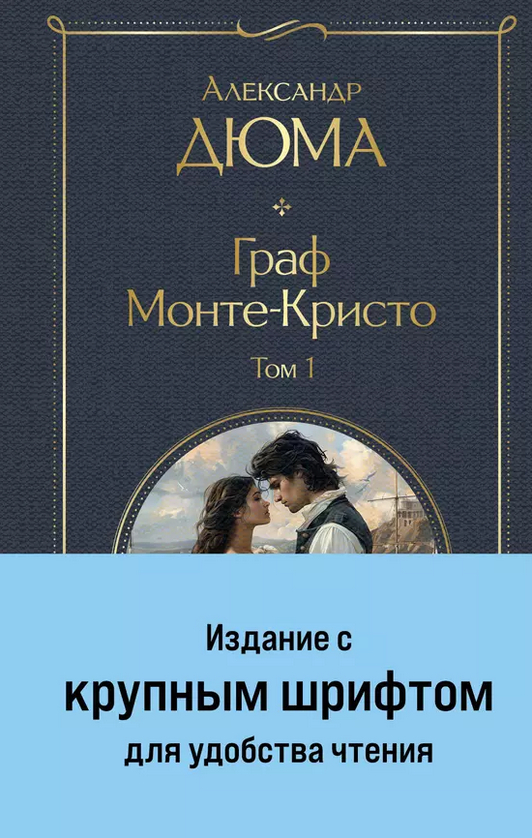 Александр
ДЮМА
Граф
Монте-Кристо
Том 1
Издание с
крупным шрифтом
для удобства чтения